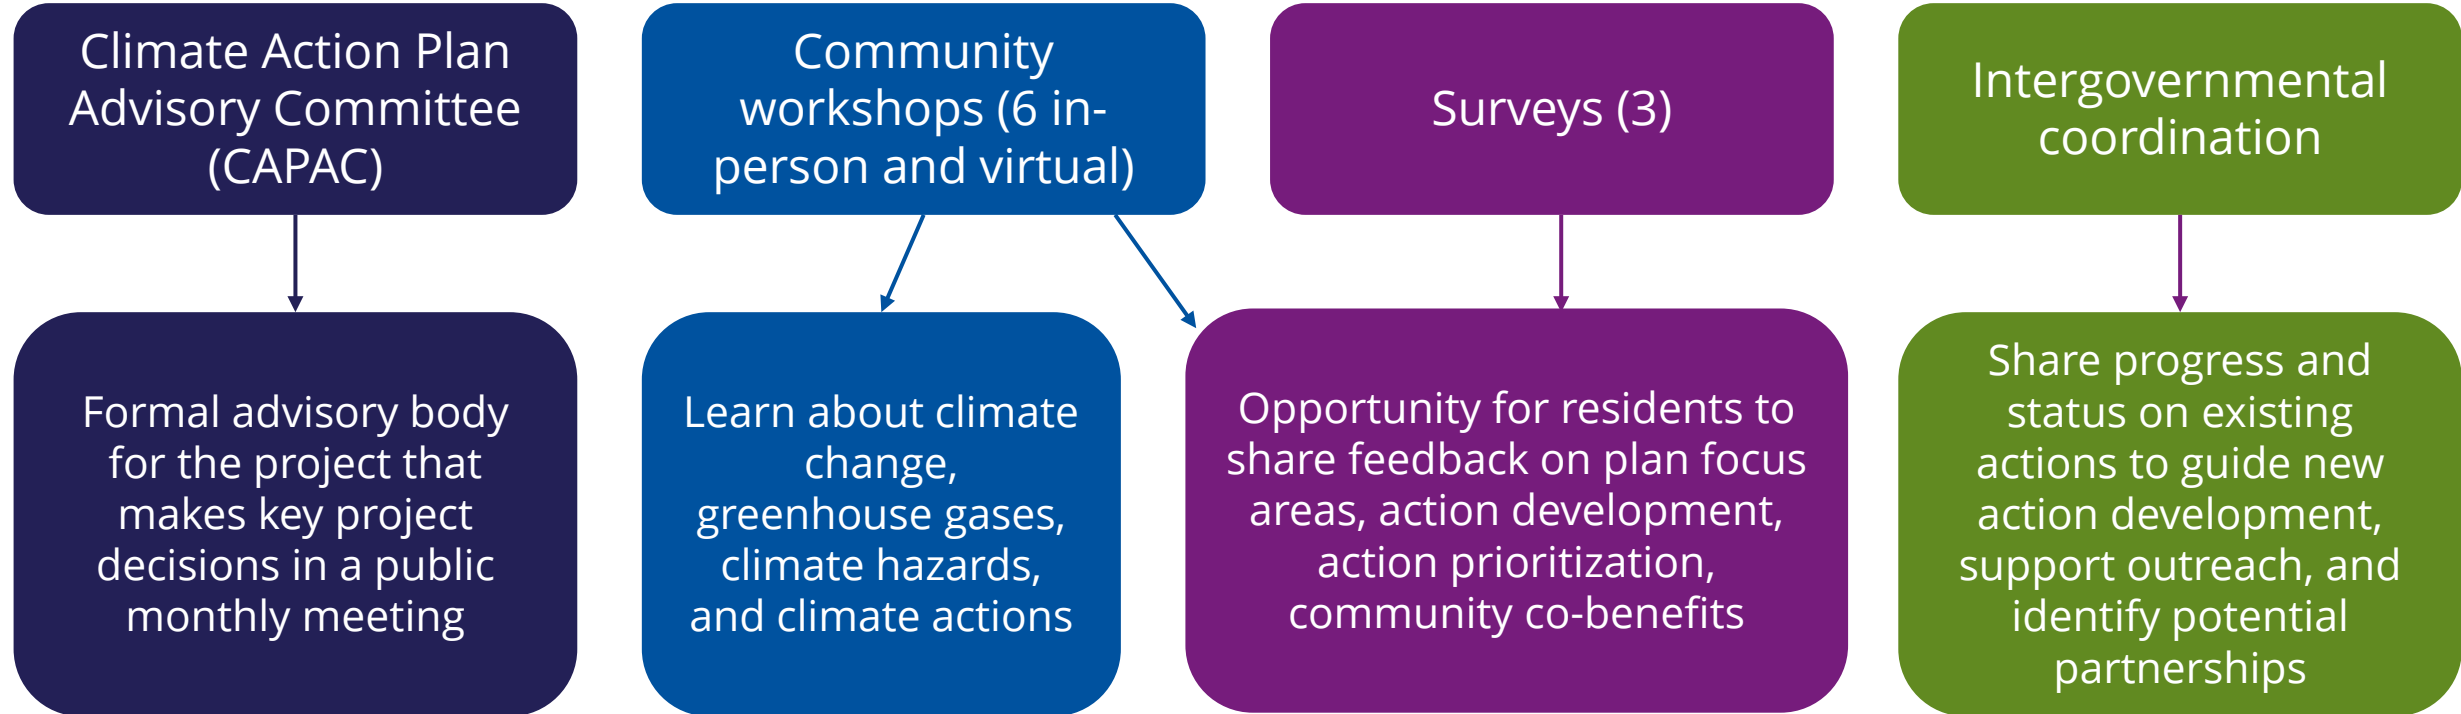 Climate Action Plan
Advisory Committee
(CAPAC)
Community
workshops (6 in-
person and virtual)
Surveys (3)
Intergovernmental
coordination
Formal advisory body
for the project that
makes key project
decisions in a public
monthly meeting
Learn about climate
change,
greenhouse gases,
climate hazards,
and climate actions
Opportunity for residents to
share feedback on plan focus
areas, action development,
action prioritization,
community co-benefits
Share progress and
status on existing
actions to guide new
action development,
support outreach, and
identify potential
partnerships